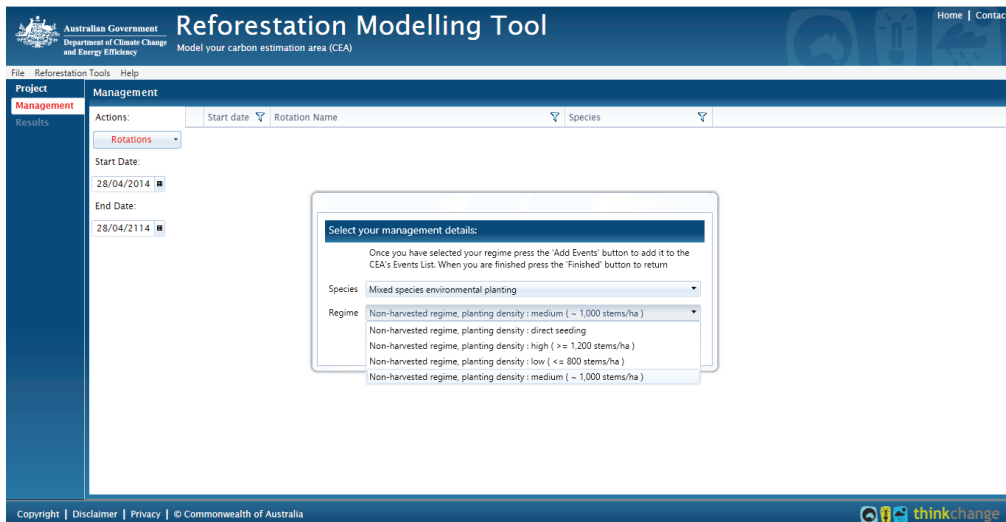 Australian Government
Department of Climate Change
and Energy Efficiency
Reforestation Modelling Tool
Model your carbon estimation area (CEA)
Home | Contac
File Reforestation Tools Help
Project
Management
Results
Management
Actions:
Rotations
Start Date:
28/04/2014
End Date:
28/04/2114
Start date Rotation Name Species
Select your management details:
Once you have selected your regime press the 'Add Events' button to add it to the
CEA's Events List. When you are finished press the 'Finished' button to return
Species Mixed species environmental planting
Regime Non-harvested regime, planting density : medium ( ~ 1,000 stems/ha )
Non-harvested regime, planting density : direct seeding
Non-harvested regime, planting density : high ( >= 1,200 stems/ha )
Non-harvested regime, planting density : low ( <= 800 stems/ha )
Non-harvested regime, planting density : medium ( ~ 1,000 stems/ha )
Copyright | Disclaimer | Privacy | © Commonwealth of Australia
thinkchange